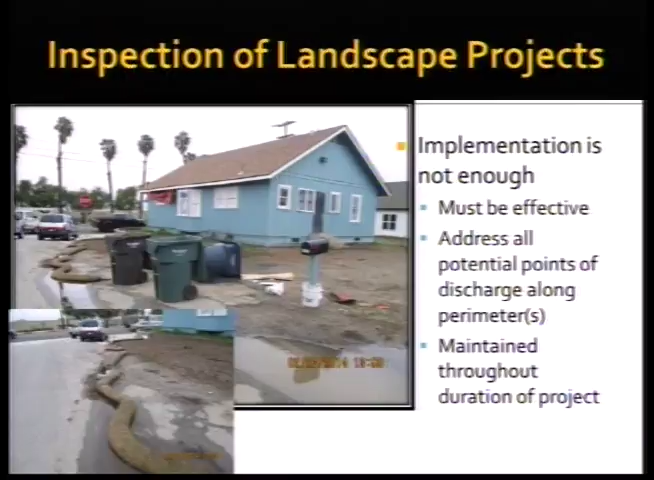 Inspection of Landscape Projects
Implementation is
not enough
Must be effective
Address all
potential points of
discharge along
perimeter(s)
Maintained
throughout
duration of project